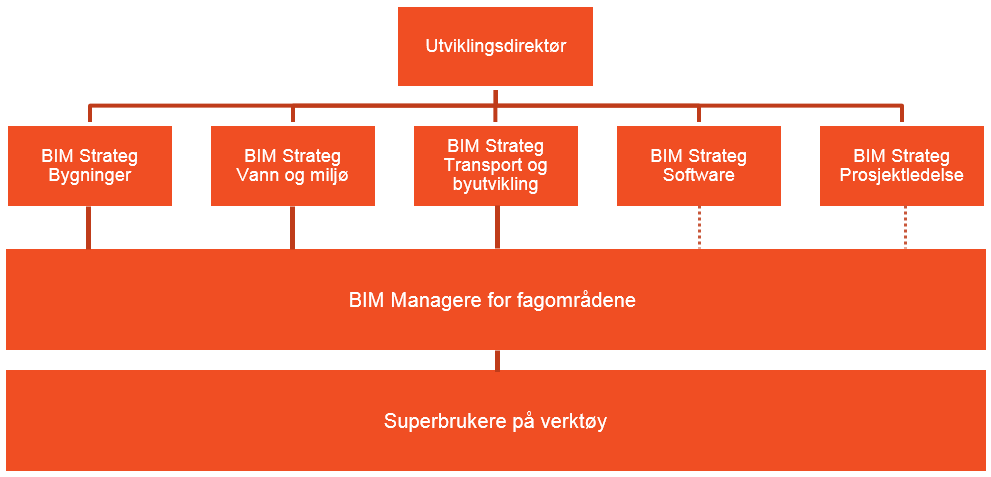 Utviklingsdirektør
BIM Strateg
Bygninger
BIM Strateg
Vann og miljø
BIM Strateg
Transport og
byutvikling
BIM Strateg
Software
BIM Strateg
Prosjektledelse
BIM Managere for fagområdene
Superbrukere på verktøy